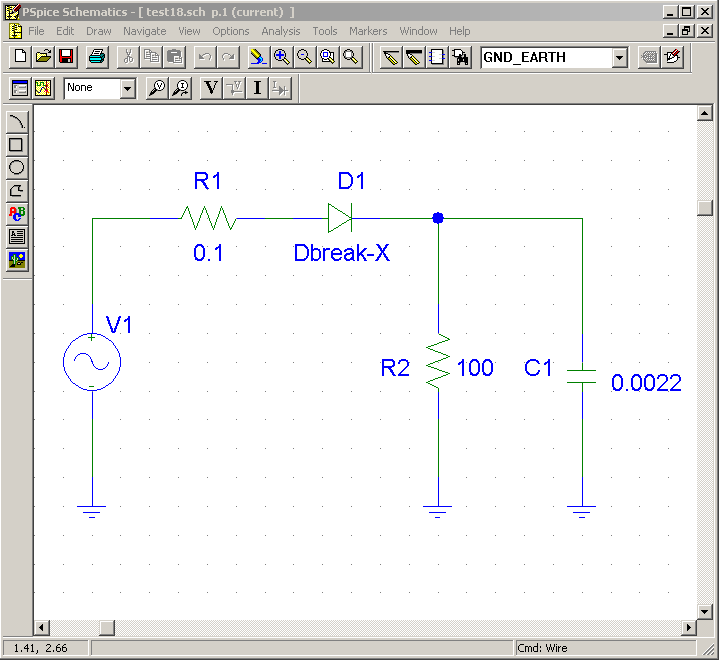 PSpice Schematics - [ test18.sch  p.1 (current)  ]
File Edit Draw Navigate View Options Analysis Tools Markers Window Help
GND_EARTH
None
V V I
ABC
R1 D1
0.1 Dbreak-X
V1
+
-
R2 100 C1 0.0022
1.41,  2.66 Cmd: Wire